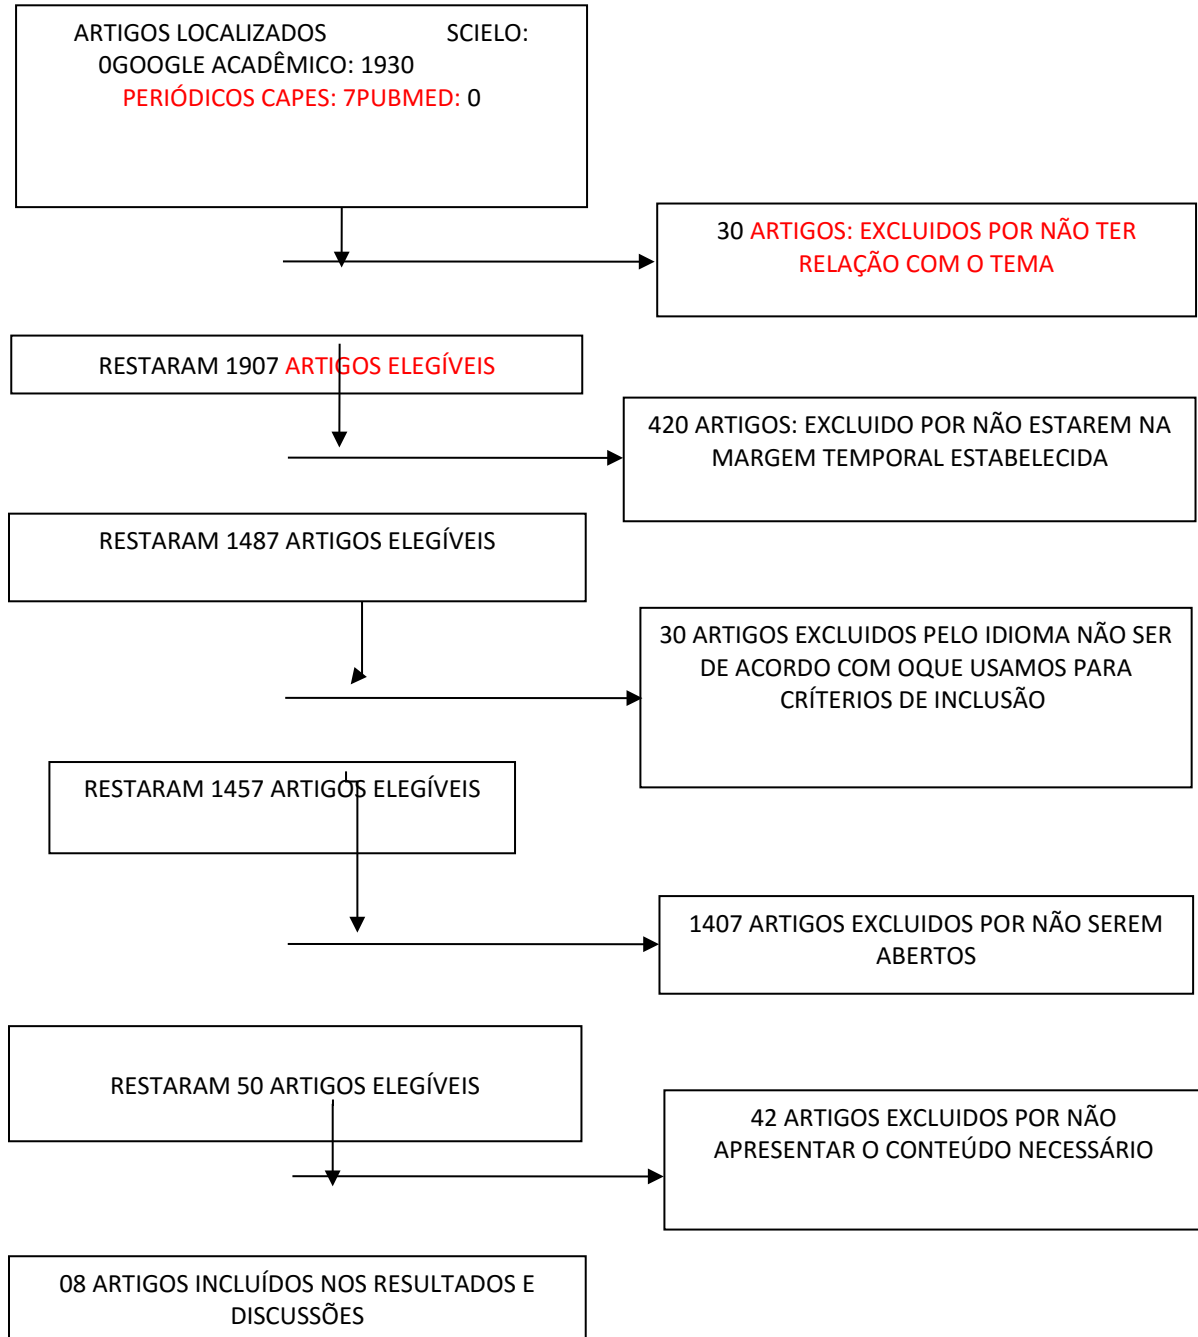 ARTIGOS LOCALIZADOS SCIELO:
0GOOGLE ACADÊMICO: 1930
PERIÓDICOS CAPES: 7PUBMED: 0
30 ARTIGOS: EXCLUIDOS POR NÃO TER
RELAÇÃO COM O TEMA
RESTARAM 1907 ARTIGOS ELEGÍVEIS
420 ARTIGOS: EXCLUIDO POR NÃO ESTAREM NA
MARGEM TEMPORAL ESTABELECIDA
RESTARAM 1487 ARTIGOS ELEGÍVEIS
30 ARTIGOS EXCLUIDOS PELO IDIOMA NÃO SER
DE ACORDO COM OQUE USAMOS PARA
CRÍTERIOS DE INCLUSÃO
RESTARAM 1457 ARTIGOS ELEGÍVEIS
1407 ARTIGOS EXCLUIDOS POR NÃO SEREM
ABERTOS
RESTARAM 50 ARTIGOS ELEGÍVEIS
42 ARTIGOS EXCLUIDOS POR NÃO
APRESENTAR O CONTEÚDO NECESSÁRIO
08 ARTIGOS INCLUÍDOS NOS RESULTADOS E
DISCUSSÕES